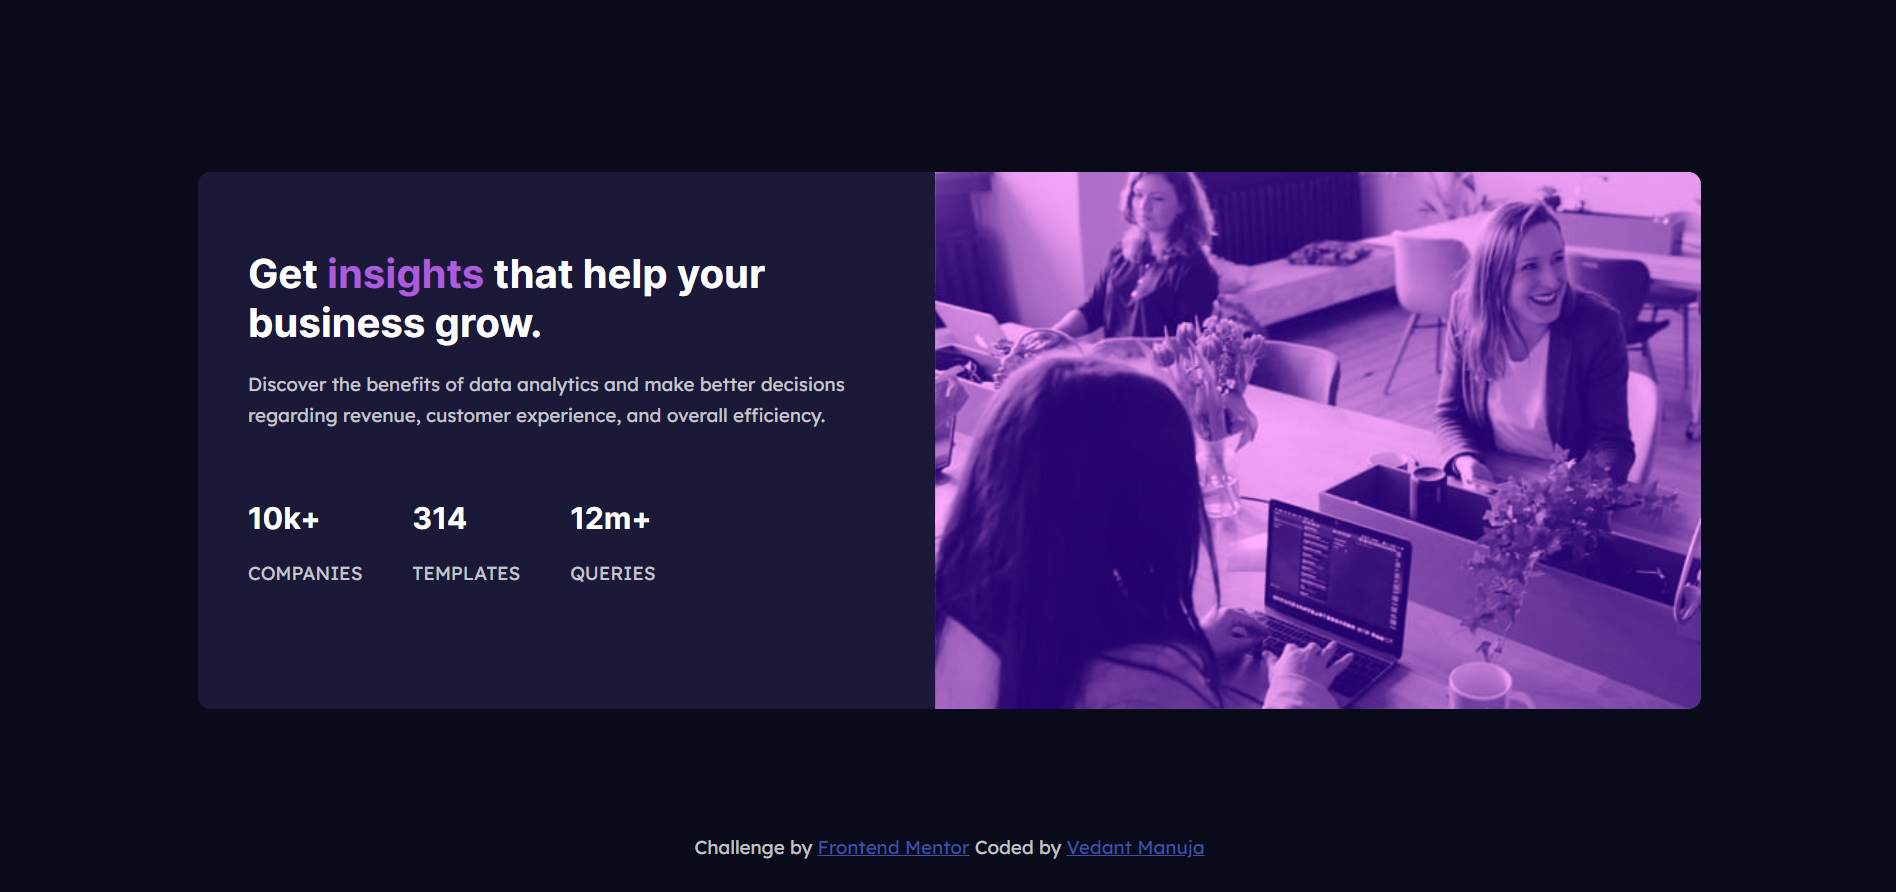 Get insights that help your
business grow.
Discover the benefits of data analytics and make better decisions
regarding revenue, customer experience, and overall efficiency.
10k+ 314 12m+
COMPANIES TEMPLATES QUERIES
Challenge by Frontend Mentor Coded by Vedant Manuja